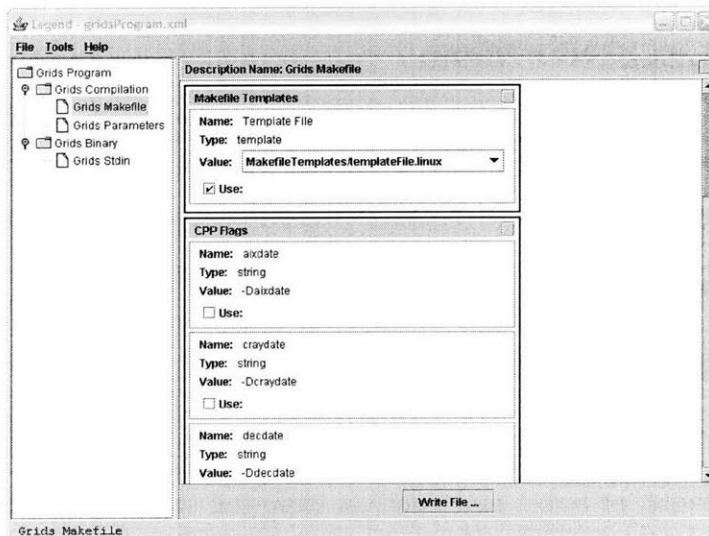 Legend - gridsProgram.xml
File Tools Help
Grids Program
Grids Compilation
Grids Makefile
Grids Parameters
Grids Binary
Grids Stdin
Description Name: Grids Makefile
Makefile Templates
Name: Template File
Type: template
Value: MakefileTemplates/templateFile.linux
Use:
CPP Flags
Name: aixdate
Type: string
Value: -Daixdate
Use:
Name: craydate
Type: string
Value: -Dcraydate
Use:
Name: decdate
Type: string
Value: -Ddecdate
Write File ...
Grids Makefile